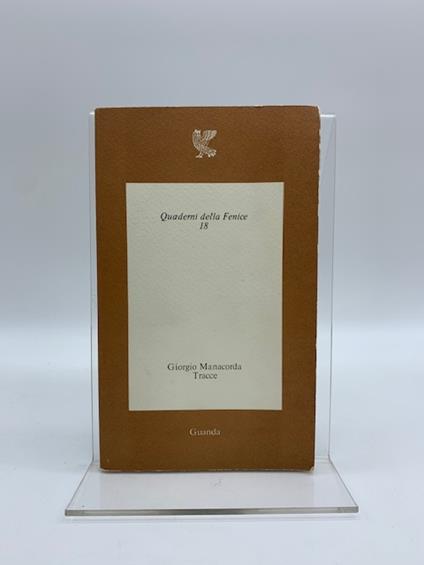 Quaderni della Fenice
18
Giorgio Manacorda
Tracce
Guanda